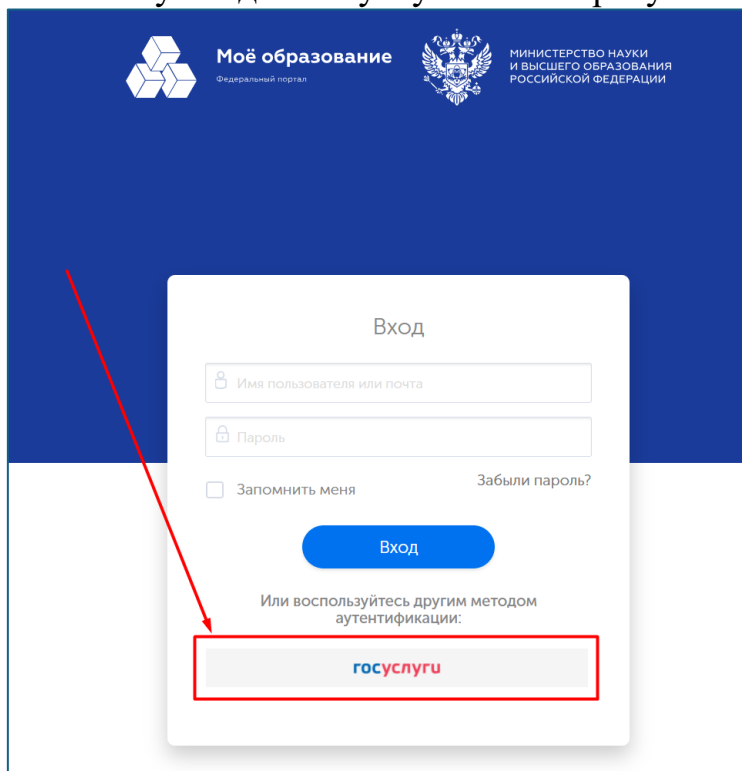 Моё образование
Федеральный портал
МИНИСТЕРСТВО НАУКИ
И ВЫСШЕГО ОБРАЗОВАНИЯ
РОССИЙСКОЙ ФЕДЕРАЦИИ
Вход
Имя пользователя или почта
Пароль
Запомнить меня
Забыли пароль?
Вход
Или воспользуйтесь другим методом
аутентификации:
госуслуги